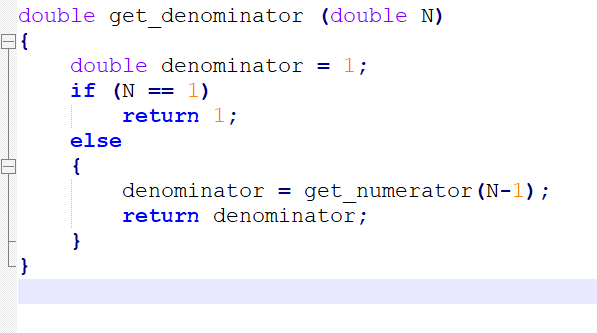 double get_denominator (double N)
{
    double denominator = 1;
    if (N == 1)
        return 1;
    else
    {
        denominator = get_numerator(N-1);
        return denominator;
    }
}